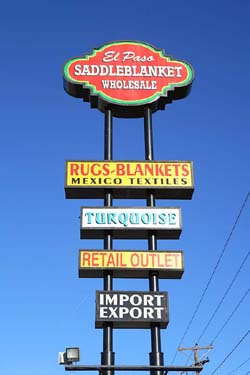 El Paso
SADDLEBLANKET
WHOLESALE
RUGS-BLANKETS
MEXICO TEXTILES
TURQUOISE
RETAIL OUTLET
IMPORT
EXPORT